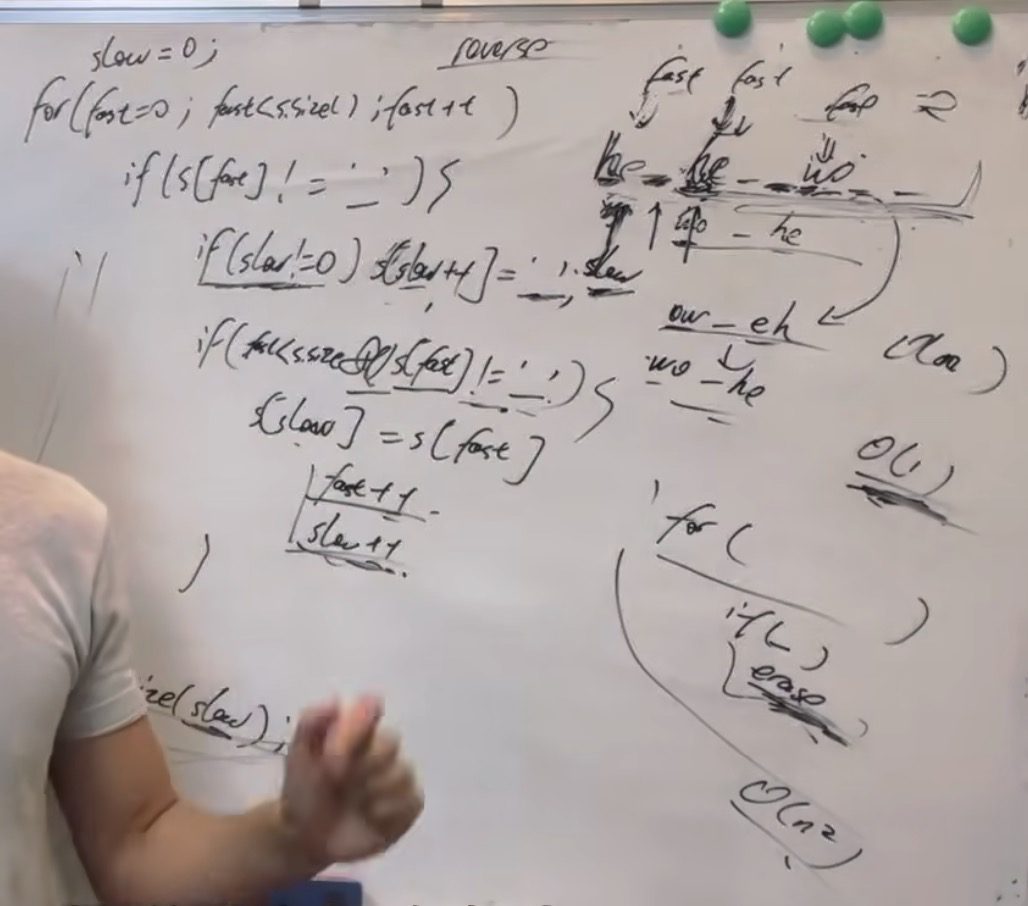 slow=0;
reverse
for(fast=0; fast<s.size(); fast++)
if(s[fast]!='_'){
if(slow!=0) s[slow++]='_';
slow
if(fast<s.size()&&s[fast]!='_'){
s[slow]=s[fast]
fast++
slow++
}
ize(slow);
fast fast
he _ he _ wo _
wo _ he
ow _ eh
wo _ he
O(1)
for( )
if( )
erase
O(n2)